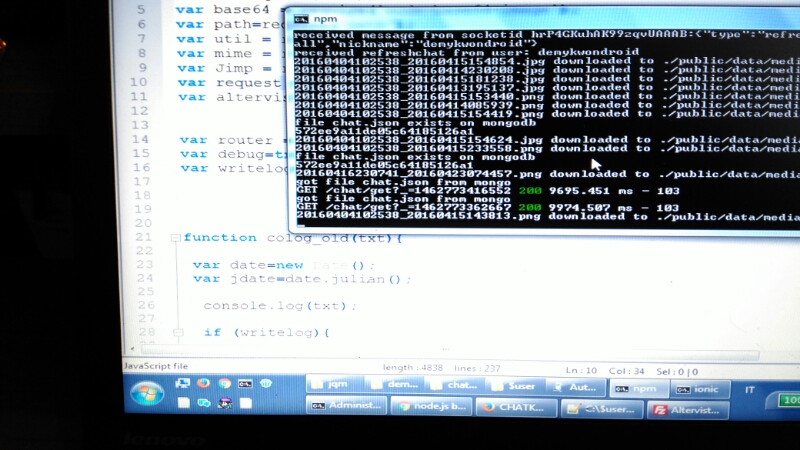 5 var base64 =
6 var path=re
7 var util =
8 var mime =
9 var Jimp =
10 var request
11 var altervis
12
13
14 var router =
15 var debug=t
16 var writelog
17
18
19
20
21 function colog_old(txt){
22
23 var date=new Date();
24 var jdate=date.julian();
25
26 console.log(txt);
27
28 if (writelog){
npm
received message from socketid hrP4GKuhAK99zqvUAAAB:{"type":"refre
all","nickname":"demykwondroid"}
received refreshchat from user: demykwondroid
20160404102538_20160415154854.jpg downloaded to ./public/data/medi
20160404102538_20160414230208.jpg downloaded to ./public/data/medi
20160404102538_20160415181238.jpg downloaded to ./public/data/medi
20160404102538_20160413195137.jpg downloaded to ./public/data/medi
20160404102538_20160415153440.png downloaded to ./public/data/medi
20160404102538_20160414085939.png downloaded to ./public/data/medi
20160404102538_20160415154419.png downloaded to ./public/data/medi
file chat.json exists on mongodb
572ee9a11de05c64185126a1
20160404102538_20160415154624.jpg downloaded to ./public/data/medi
20160404102538_20160415223558.jpg downloaded to ./public/data/medi
file chat.json exists on mongodb
572ee9a11de05c64185126a1
20160416230741_20160423074457.png downloaded to ./public/data/media
got file chat.json from mongo
GET /chat/get?_=1462773416552 200 9695.451 ms - 103
got file chat.json from mongo
GET /chat/get?_=1462773362667 200 9974.507 ms - 103
20160404102538_20160415143813.png downloaded to ./public/data/media
JavaScript file length : 4838 lines : 237 Ln : 10 Col : 34 Sel : 0 | 0
jqm dem... chat... $user Aut... npm ionic IT 100
Administ... node.js b... CHATK... C:\$user... Altervist...
lenovo